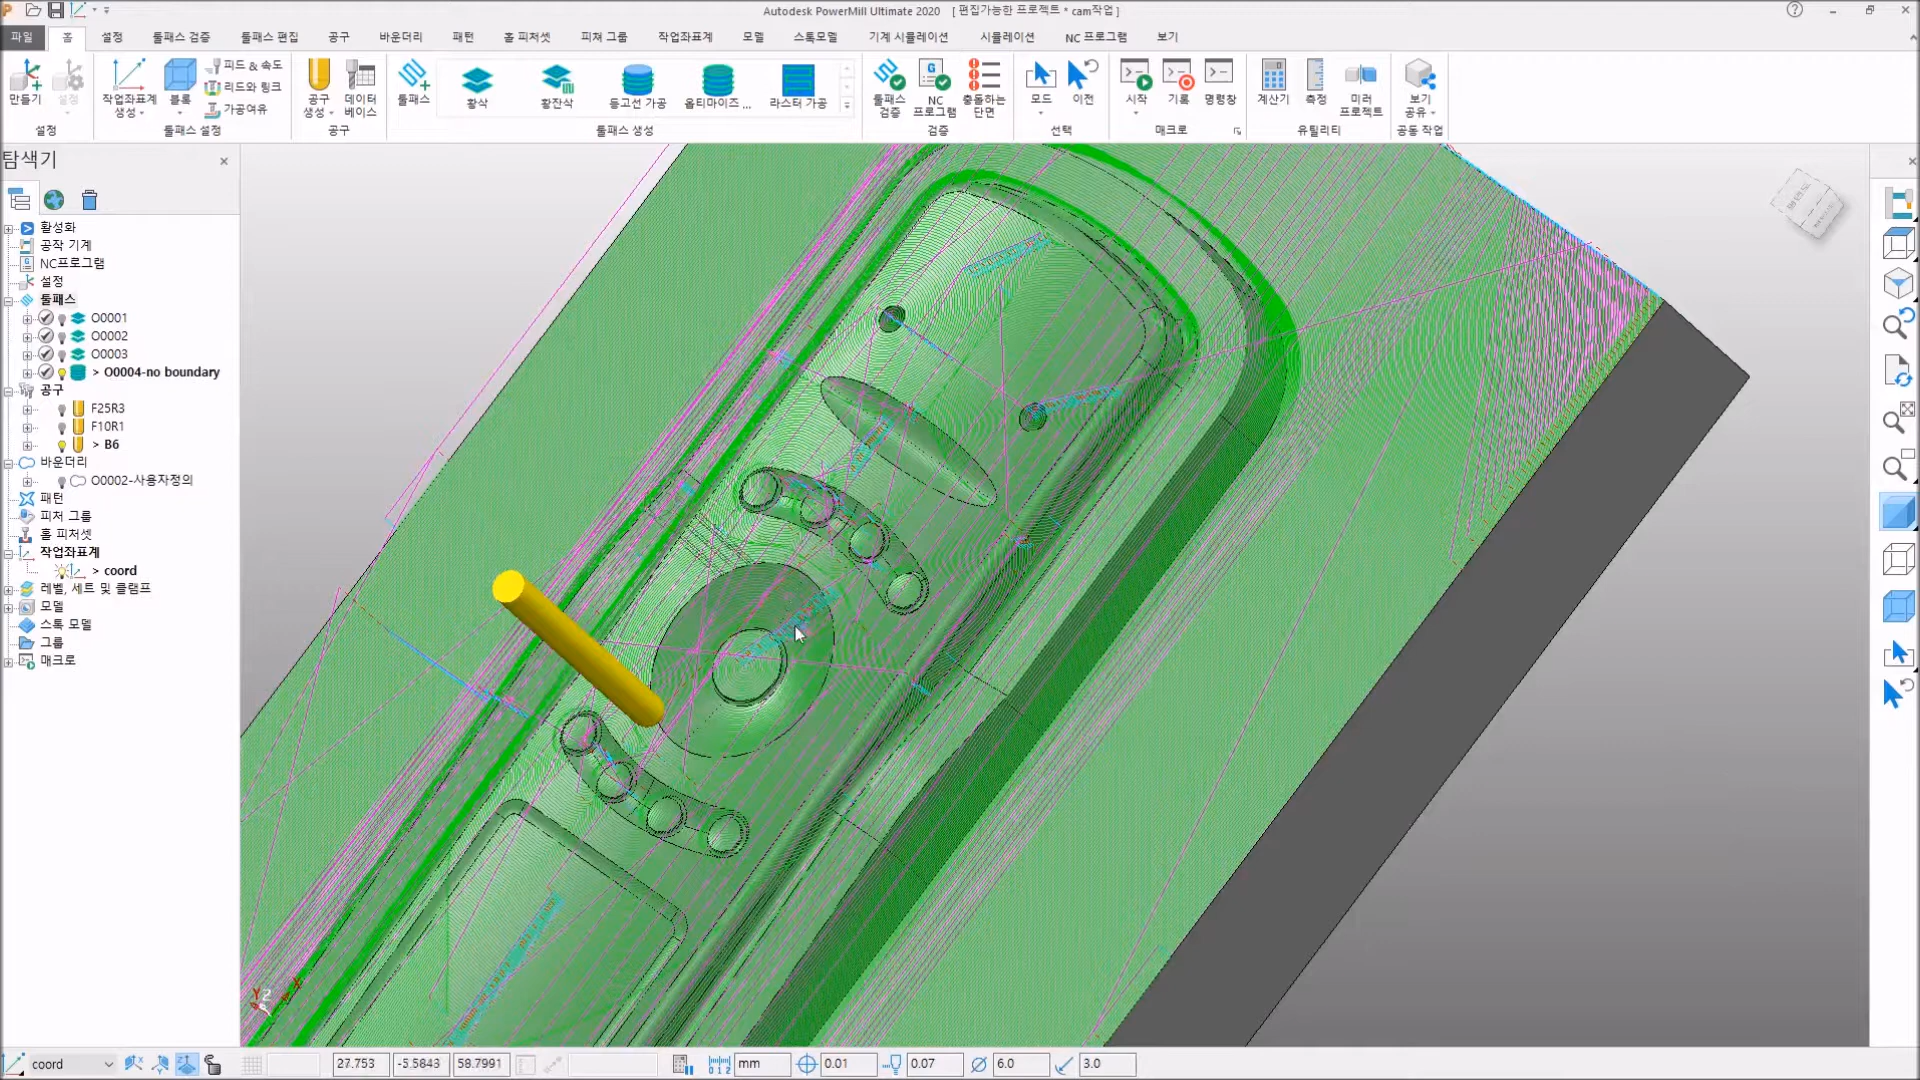 Autodesk PowerMill Ultimate 2020 [ 편집가능한 프로젝트 * cam작업 ]
파일 홈 설정 툴패스 검증 툴패스 편집 공구 바운더리 패턴 홀 피처셋 피쳐 그룹 작업좌표계 모델 스톡모델 기계 시뮬레이션 시뮬레이션 NC 프로그램 보기
만들기
설정
설정
작업좌표계
생성
블록
피드 & 속도
리드와 링크
가공여유
툴패스 설정
공구
생성
데이터
베이스
공구
툴패스
황삭
황잔삭
등고선 가공
옵티마이즈 ...
라스터 가공
툴패스 생성
툴패스
검증
NC
프로그램
충돌하는
단면
검증
모드
이전
선택
시작
기록
명령창
매크로
계산기
측정
미러
프로젝트
유틸리티
보기
공유
공동 작업
탐색기
활성화
공작 기계
NC프로그램
설정
툴패스
O0001
O0002
O0003
> O0004-no boundary
공구
F25R3
F10R1
> B6
바운더리
O0002-사용자정의
패턴
피처 그룹
홀 피처셋
작업좌표계
> coord
레벨, 세트 및 클램프
모델
스톡 모델
그룹
매크로
Y Z X
coord 27.753 -5.5843 58.7991 mm 0.01 0.07 6.0 3.0